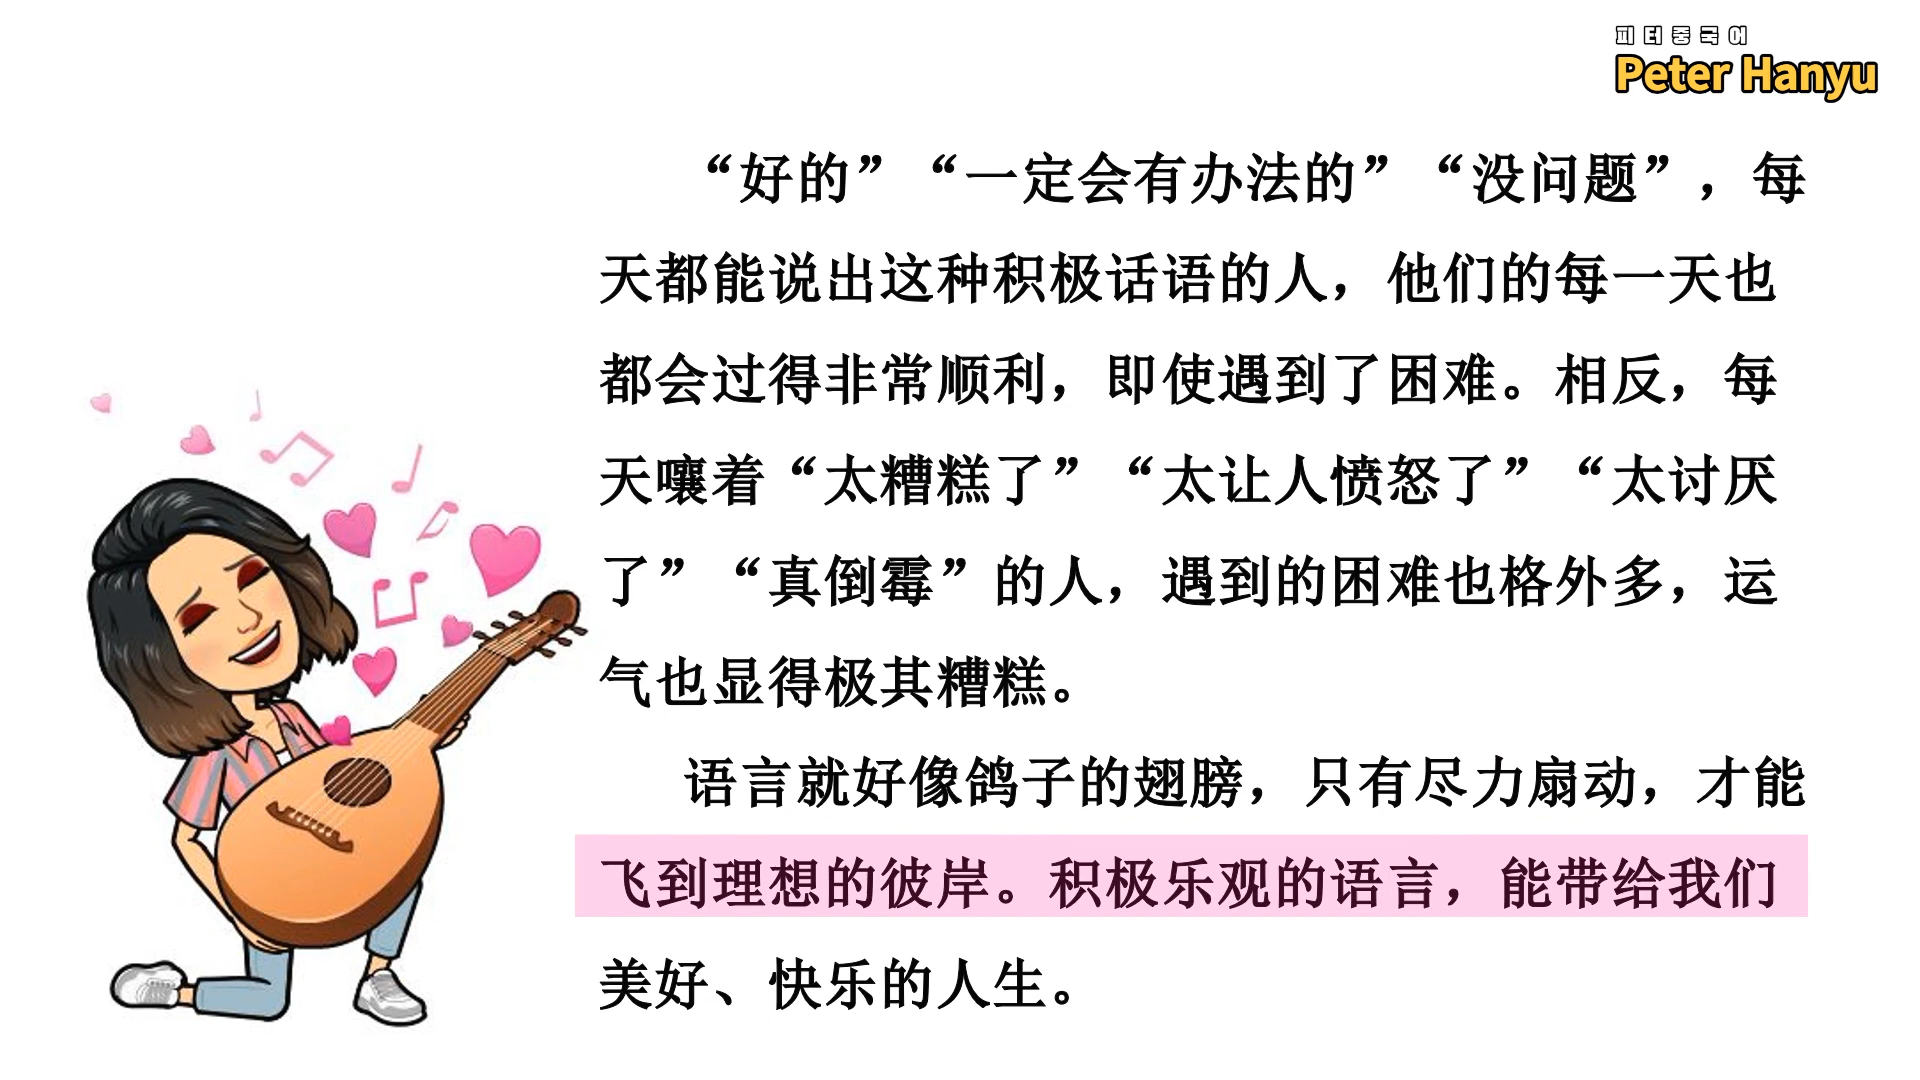 피터중국어
Peter Hanyu
“好的”“一定会有办法的”“没问题”，每
天都能说出这种积极话语的人，他们的每一天也
都会过得非常顺利，即使遇到了困难。相反，每
天嚷着“太糟糕了”“太让人愤怒了”“太讨厌
了”“真倒霉”的人，遇到的困难也格外多，运
气也显得极其糟糕。
语言就好像鸽子的翅膀，只有尽力扇动，才能
飞到理想的彼岸。积极乐观的语言，能带给我们
美好、快乐的人生。